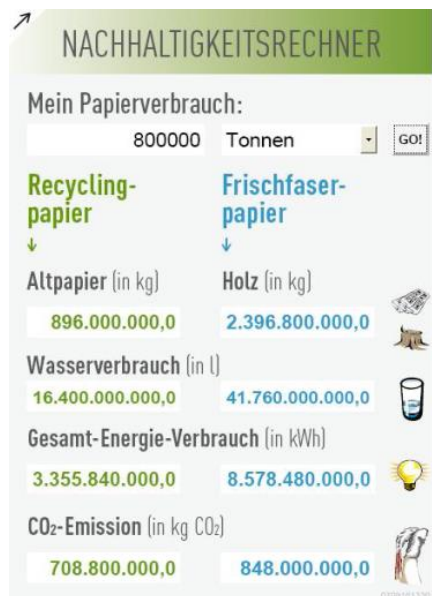 NACHHALTIGKEITSRECHNER
Mein Papierverbrauch:
800000 Tonnen GO!
Recycling- Frischfaser-
papier papier
Altpapier (in kg) Holz (in kg)
896.000.000,0 2.396.800.000,0
Wasserverbrauch (in l)
16.400.000.000,0 41.760.000.000,0
Gesamt-Energie-Verbrauch (in kWh)
3.355.840.000,0 8.578.480.000,0
CO₂-Emission (in kg CO₂)
708.800.000,0 848.000.000,0